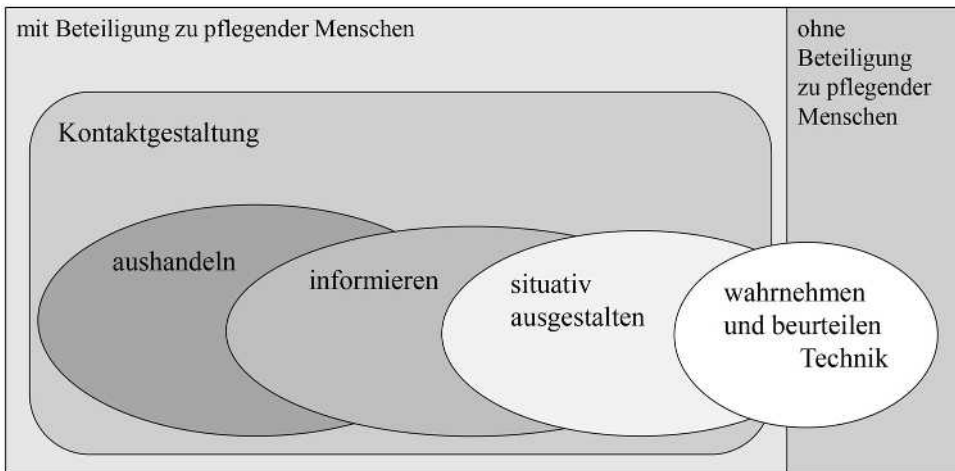 mit Beteiligung zu pflegender Menschen
ohne
Beteiligung
zu pflegender
Menschen
Kontaktgestaltung
aushandeln
informieren
situativ
ausgestalten
wahrnehmen
und beurteilen
Technik